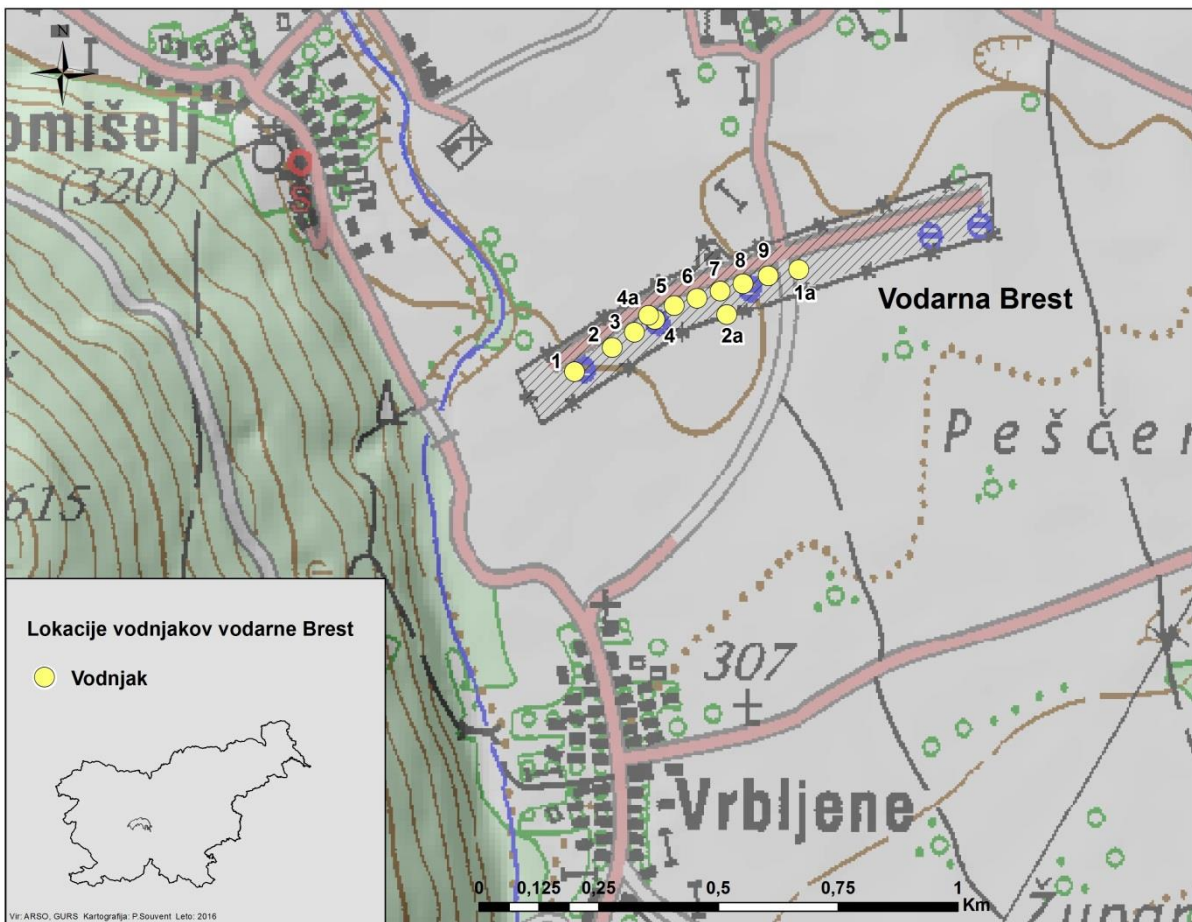 N
omišelj
(320)
S
9
8
7
6
5
4a
3
2
1
4
2a
1a
Vodarna Brest
Peščen
615
307
Vrbljene
Lokacije vodnjakov vodarne Brest
Vodnjak
0 0,125 0,25 0,5 0,75 1
Km
Vir: ARSO, GURS Kartografija: P.Souvent Leto: 2016